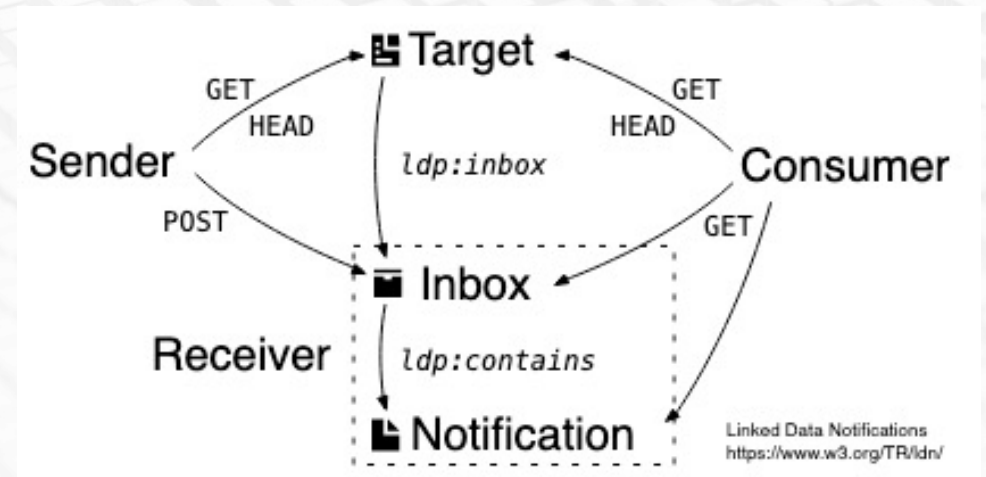 Target
GET
GET
HEAD
HEAD
Sender
ldp:inbox
Consumer
POST
GET
Inbox
Receiver
ldp:contains
Notification
Linked Data Notifications
https://www.w3.org/TR/ldn/